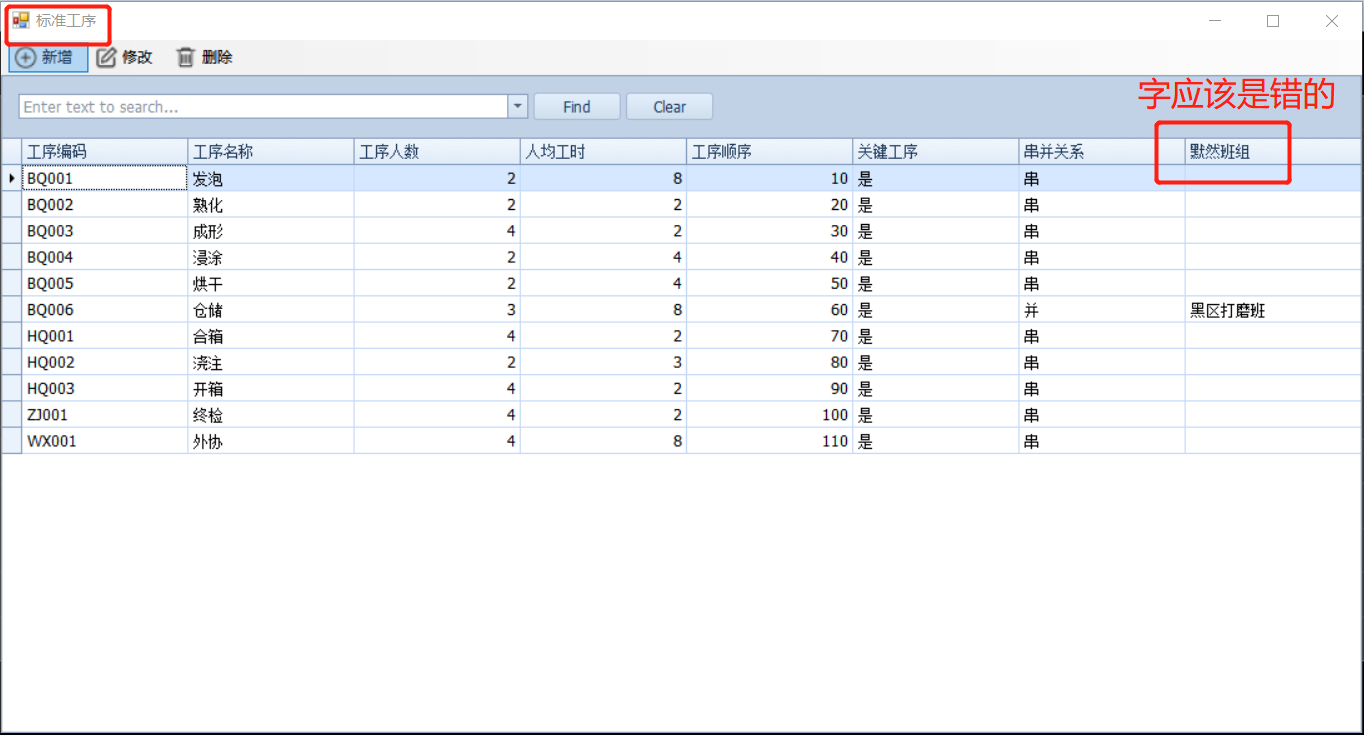 标准工序
新增 修改 删除
字应该是错的
Enter text to search... Find Clear
工序编码 工序名称 工序人数 人均工时 工序顺序 关键工序 串并关系 默然班组
BQ001 发泡 2 8 10 是 串
BQ002 熟化 2 2 20 是 串
BQ003 成形 4 2 30 是 串
BQ004 浸涂 2 4 40 是 串
BQ005 烘干 2 4 50 是 串
BQ006 仓储 3 8 60 是 并 黑区打磨班
HQ001 合箱 4 2 70 是 串
HQ002 浇注 2 3 80 是 串
HQ003 开箱 4 2 90 是 串
ZJ001 终检 4 2 100 是 串
WX001 外协 4 8 110 是 串